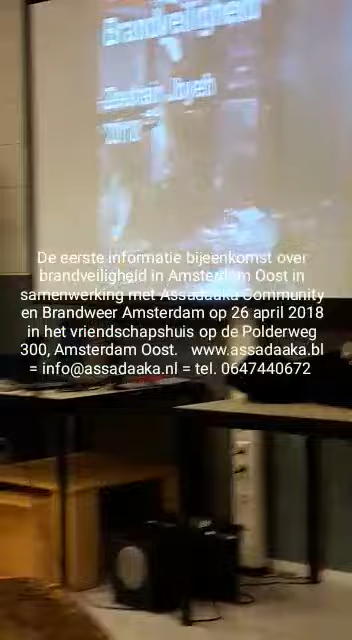 Brandveiligheid
De eerste informatie bijeenkomst over
brandveiligheid in Amsterdam Oost in
samenwerking met Assadaaka Community
en Brandweer Amsterdam op 26 april 2018
in het vriendschapshuis op de Polderweg
300, Amsterdam Oost. www.assadaaka.bl
= info@assadaaka.nl = tel. 0647440672